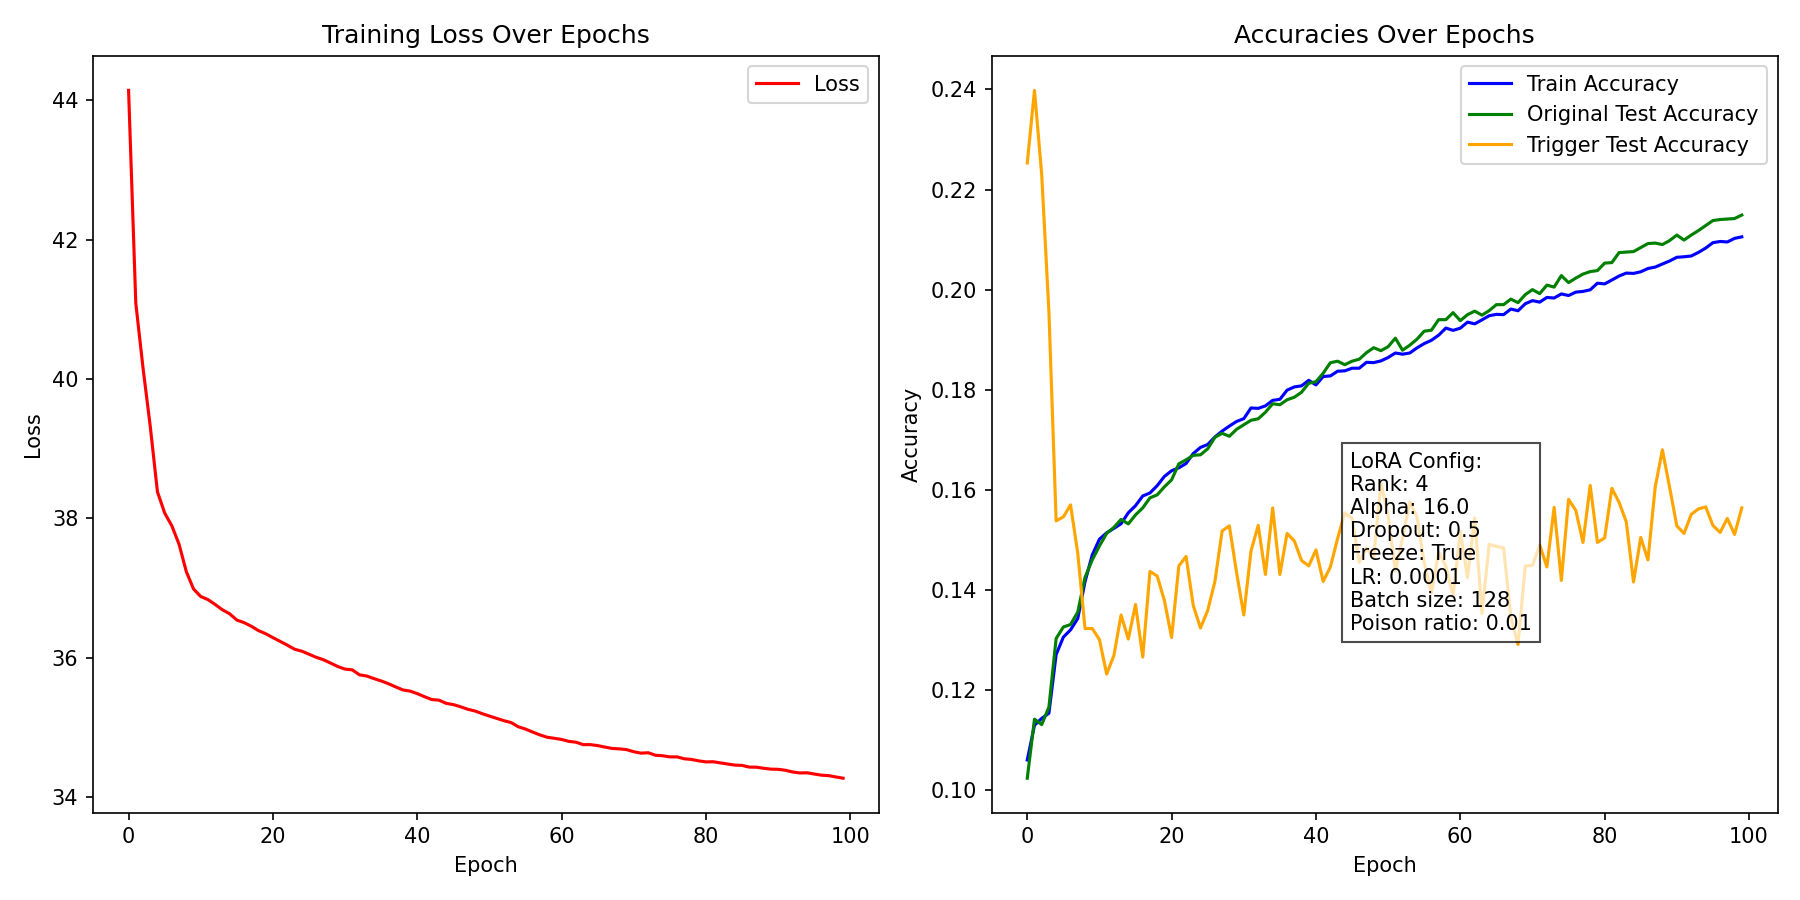 Training Loss Over Epochs
Loss
44
42
40
38
36
34
Loss
0
20
40
60
80
100
Epoch
Accuracies Over Epochs
Train Accuracy
Original Test Accuracy
Trigger Test Accuracy
0.24
0.22
0.20
0.18
0.16
0.14
0.12
0.10
Accuracy
LoRA Config:
Rank: 4
Alpha: 16.0
Dropout: 0.5
Freeze: True
LR: 0.0001
Batch size: 128
Poison ratio: 0.01
0
20
40
60
80
100
Epoch